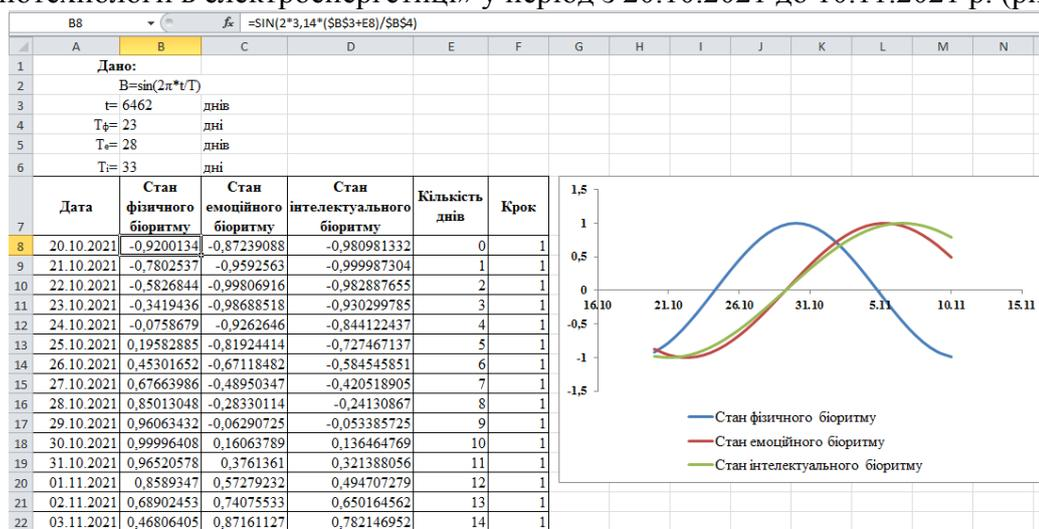 B8 fx =SIN(2*3,14*($B$3+E8)/$B$4)
A B C D E F G H I J K L M N
1 Дано:
2 B=sin(2π*t/T)
3 t= 6462 днів
4 Tф= 23 дні
5 Tе= 28 днів
6 Tі= 33 дні
7 Дата Стан фізичного біоритму Стан емоційного біоритму Стан інтелектуального біоритму Кількість днів Крок
8 20.10.2021 -0,9200134 -0,87239088 -0,980981332 0 1
9 21.10.2021 -0,7802537 -0,9592563 -0,999987304 1 1
10 22.10.2021 -0,5826844 -0,99806916 -0,982887655 2 1
11 23.10.2021 -0,3419436 -0,98688518 -0,930299785 3 1
12 24.10.2021 -0,0758679 -0,9262646 -0,844122437 4 1
13 25.10.2021 0,19582885 -0,81924414 -0,727467137 5 1
14 26.10.2021 0,45301652 -0,67118482 -0,584545851 6 1
15 27.10.2021 0,67663986 -0,48950347 -0,420518905 7 1
16 28.10.2021 0,85013048 -0,28330114 -0,24130867 8 1
17 29.10.2021 0,96063432 -0,06290725 -0,053385725 9 1
18 30.10.2021 0,99996408 0,16063789 0,136464769 10 1
19 31.10.2021 0,96520578 0,3761361 0,321388056 11 1
20 01.11.2021 0,8589347 0,57279232 0,494707279 12 1
21 02.11.2021 0,68902453 0,74075533 0,650164562 13 1
22 03.11.2021 0,46806405 0,87161127 0,782146952 14 1
1,5
1
0,5
0
-0,5
-1
-1,5
16.10 21.10 26.10 31.10 5.11 10.11 15.11
Стан фізичного біоритму
Стан емоційного біоритму
Стан інтелектуального біоритму